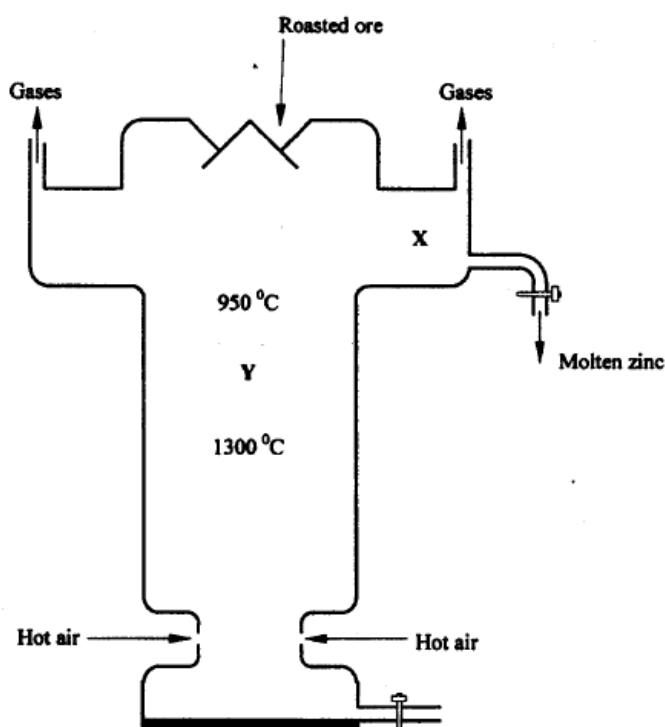 Roasted ore
Gases
Gases
X
950 ⁰C
Y
Molten zinc
1300 ⁰C
Hot air
Hot air